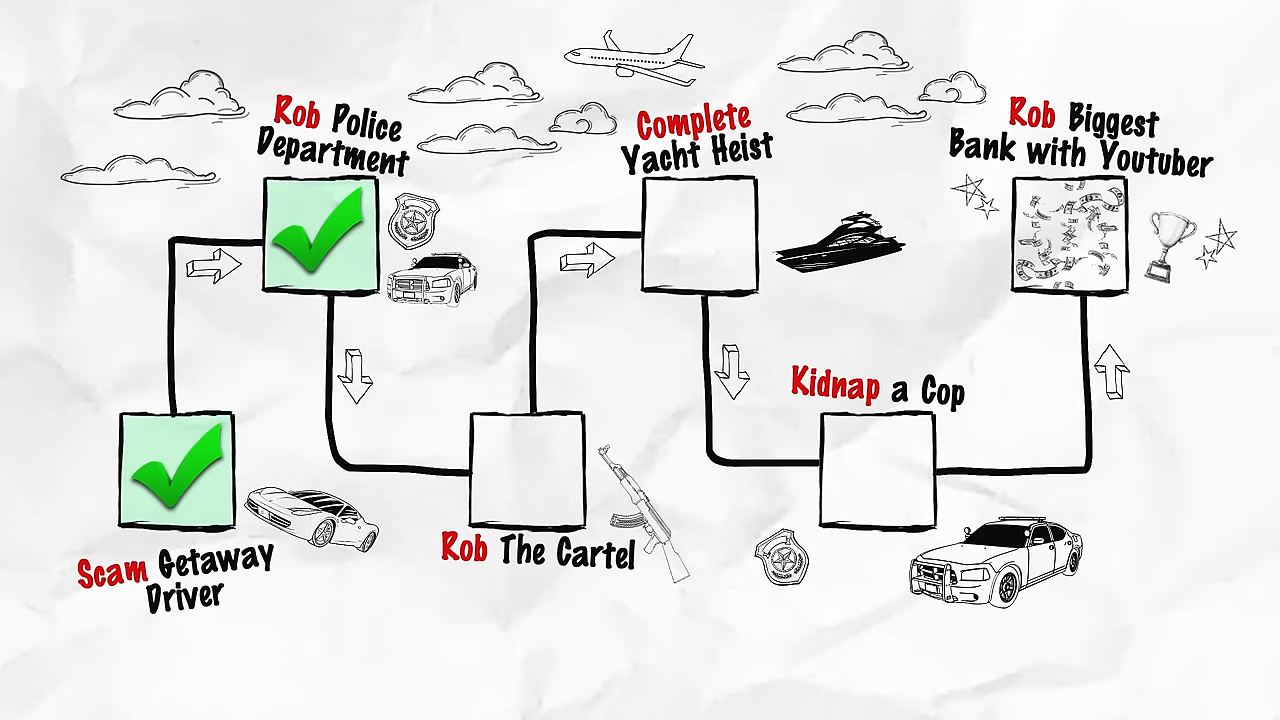 Rob Police
Department
Complete
Yacht Heist
Rob Biggest
Bank with Youtuber
Kidnap a Cop
Scam Getaway
Driver
Rob The Cartel